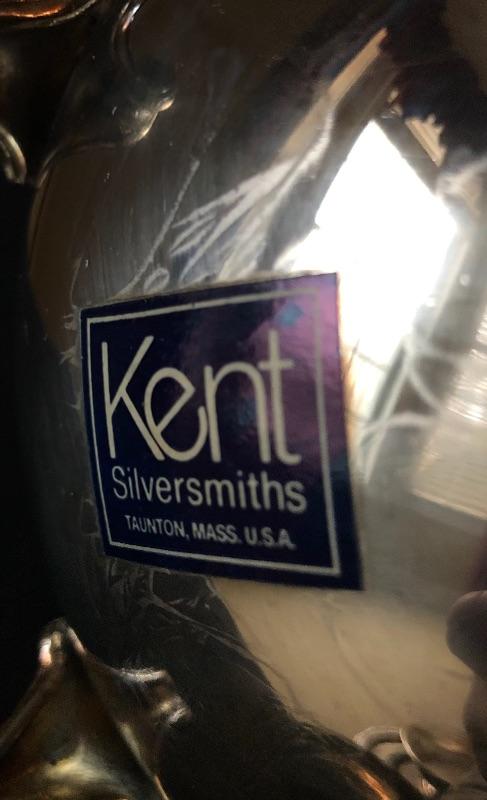 Kent
Silversmiths
TAUNTON, MASS. U.S.A.